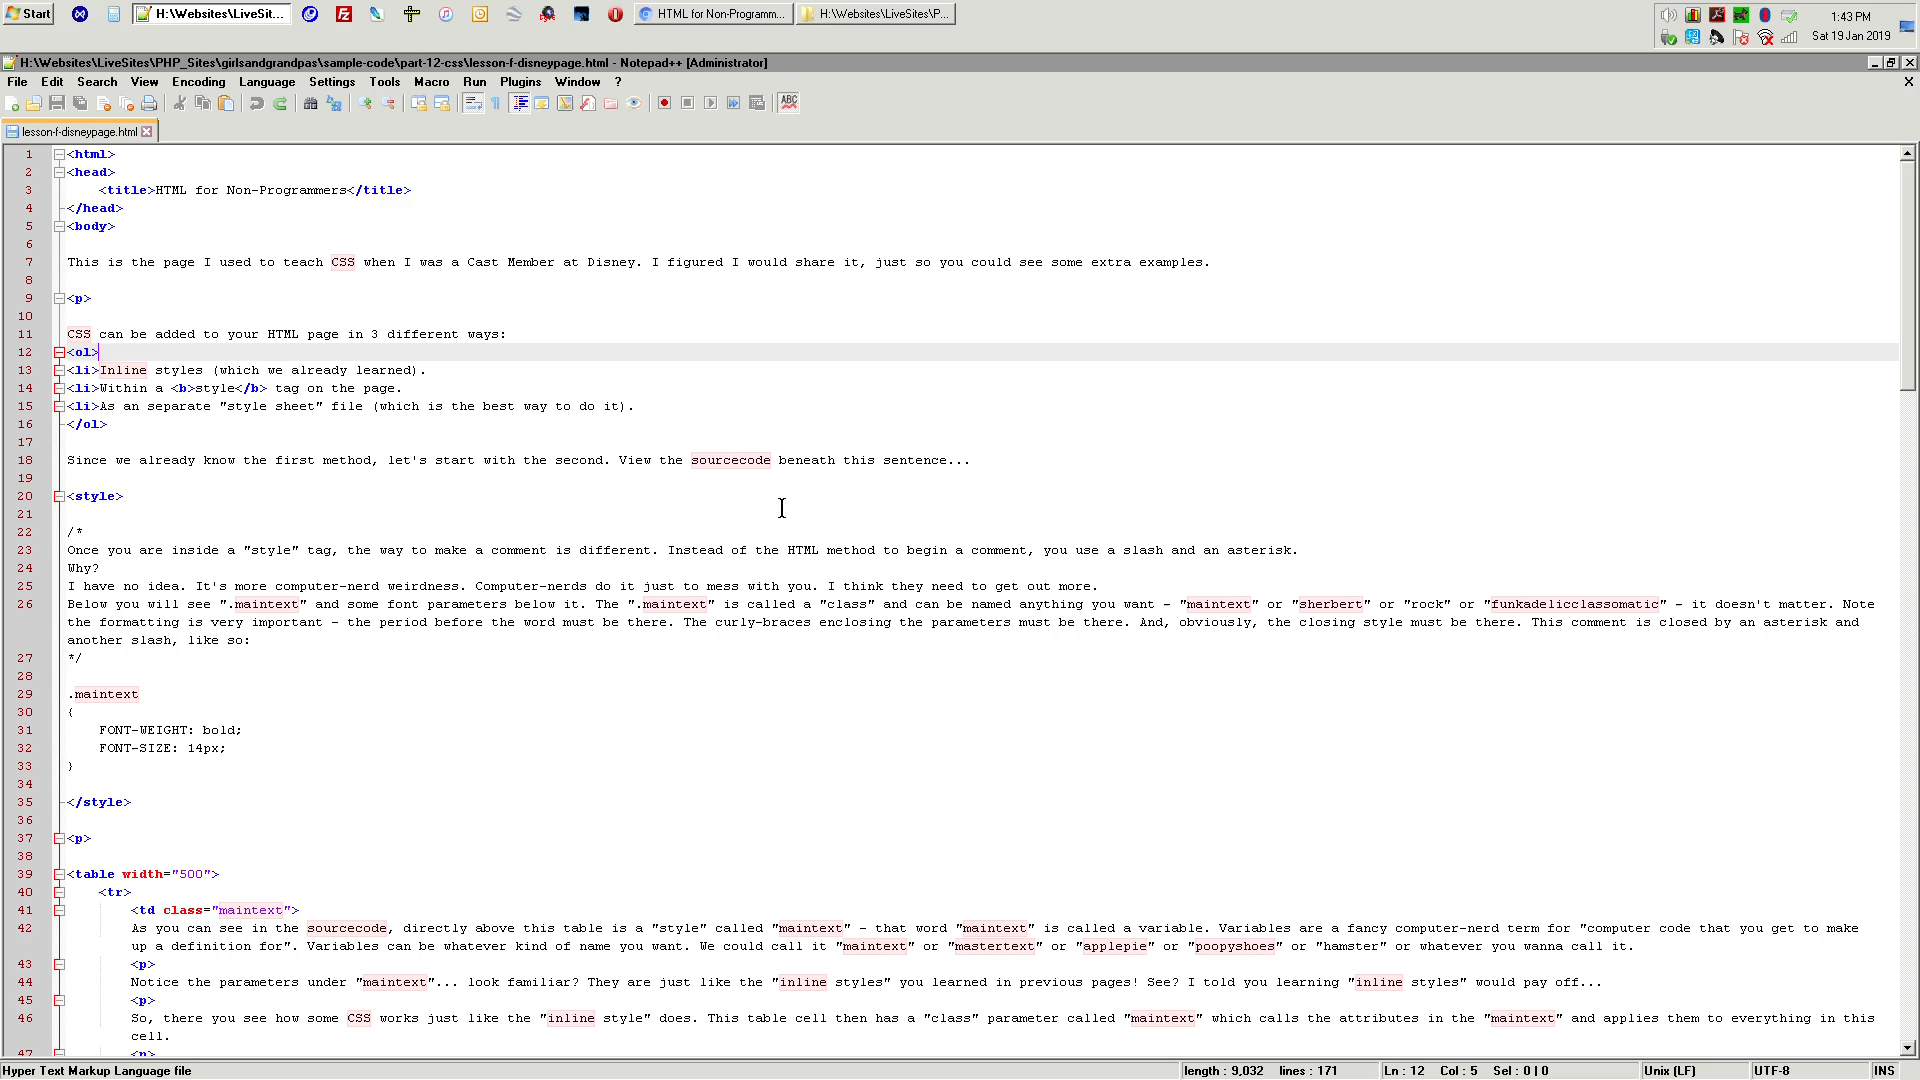 Start
H:\Websites\LiveSit...
HTML for Non-Programm...
H:\Websites\LiveSites\P...
1:43 PM
Sat 19 Jan 2019
H:\Websites\LiveSites\PHP_Sites\girlsandgrandpas\sample-code\part-12-css\lesson-f-disneypage.html - Notepad++ [Administrator]
File Edit Search View Encoding Language Settings Tools Macro Run Plugins Window ? X
ABC
lesson-f-disneypage.html
1 <html>
2 <head>
3 <title>HTML for Non-Programmers</title>
4 </head>
5 <body>
6
7 This is the page I used to teach CSS when I was a Cast Member at Disney. I figured I would share it, just so you could see some extra examples.
8
9 <p>
10
11 CSS can be added to your HTML page in 3 different ways:
12 <ol>
13 <li>Inline styles (which we already learned).
14 <li>Within a <b>style</b> tag on the page.
15 <li>As an separate "style sheet" file (which is the best way to do it).
16 </ol>
17
18 Since we already know the first method, let's start with the second. View the sourcecode beneath this sentence...
19
20 <style>
21
22 /*
23 Once you are inside a "style" tag, the way to make a comment is different. Instead of the HTML method to begin a comment, you use a slash and an asterisk.
24 Why?
25 I have no idea. It's more computer-nerd weirdness. Computer-nerds do it just to mess with you. I think they need to get out more.
26 Below you will see ".maintext" and some font parameters below it. The ".maintext" is called a "class" and can be named anything you want - "maintext" or "sherbert" or "rock" or "funkadelicclassomatic" - it doesn't matter. Note
the formatting is very important - the period before the word must be there. The curly-braces enclosing the parameters must be there. And, obviously, the closing style must be there. This comment is closed by an asterisk and
another slash, like so:
27 */
28
29 .maintext
30 {
31 FONT-WEIGHT: bold;
32 FONT-SIZE: 14px;
33 }
34
35 </style>
36
37 <p>
38
39 <table width="500">
40 <tr>
41 <td class="maintext">
42 As you can see in the sourcecode, directly above this table is a "style" called "maintext" - that word "maintext" is called a variable. Variables are a fancy computer-nerd term for "computer code that you get to make
up a definition for". Variables can be whatever kind of name you want. We could call it "maintext" or "mastertext" or "applepie" or "poopyshoes" or "hamster" or whatever you wanna call it.
43 <p>
44 Notice the parameters under "maintext"... look familiar? They are just like the "inline styles" you learned in previous pages! See? I told you learning "inline styles" would pay off...
45 <p>
46 So, there you see how some CSS works just like the "inline style" does. This table cell then has a "class" parameter called "maintext" which calls the attributes in the "maintext" and applies them to everything in this
cell.
47 <p>
Hyper Text Markup Language file
length : 9,032 lines : 171
Ln : 12 Col : 5 Sel : 0 | 0
Unix (LF)
UTF-8
INS